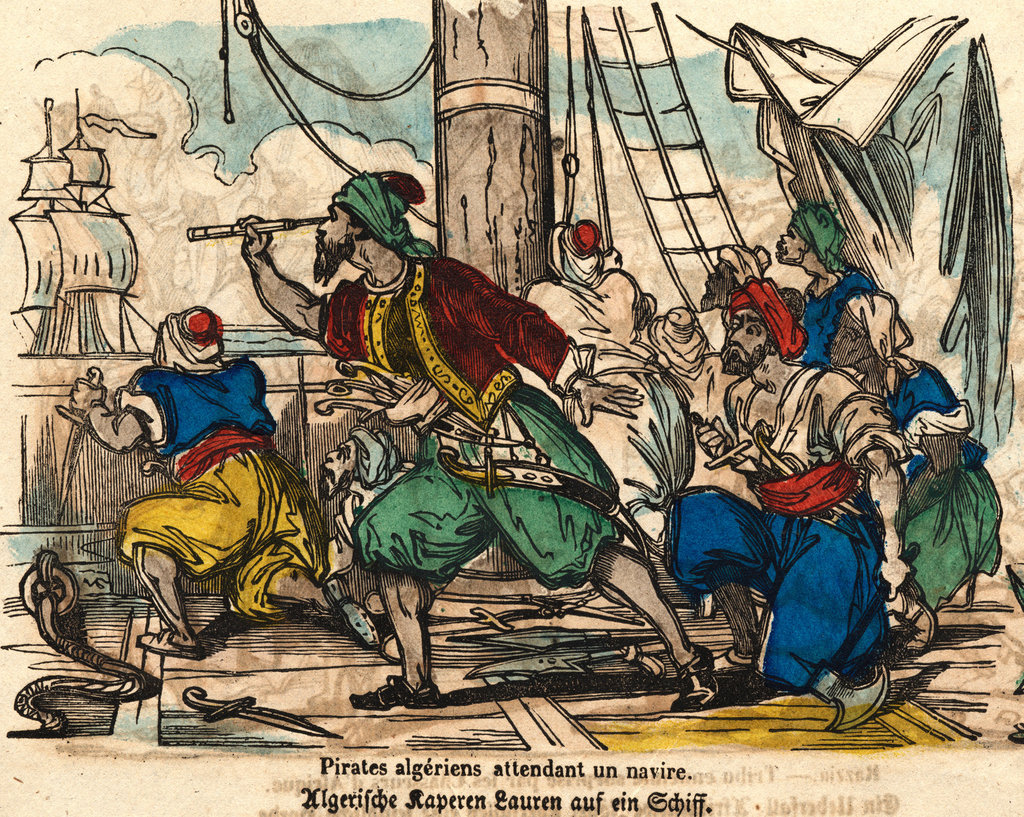 Pirates algériens attendant un navire.
Algerische Kaperen Lauren auf ein Schiff.